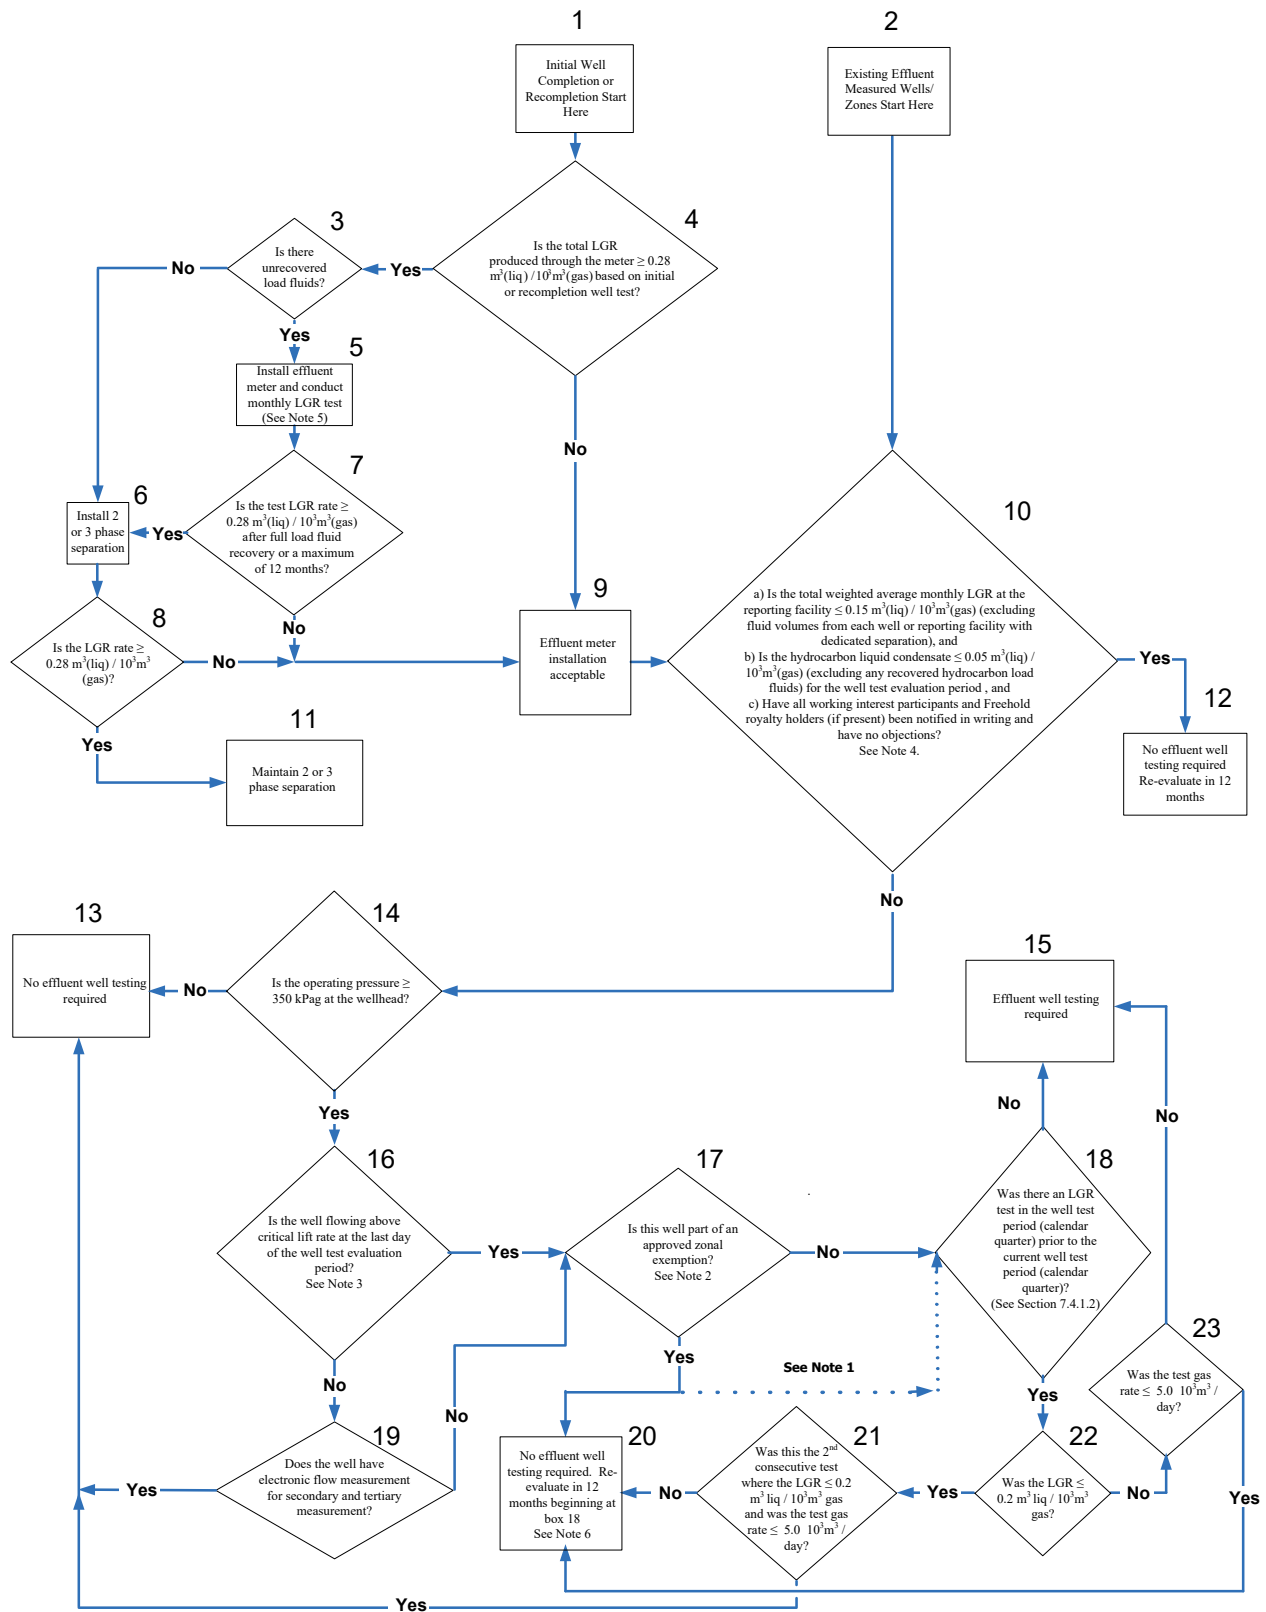 1
Initial Well
Completion or
Recompletion Start
Here
2
Existing Effluent
Measured Wells/
Zones Start Here
3
Is there
unrecovered
load fluids?
No
Yes
Yes
4
Is the total LGR
produced through the meter ≥ 0.28
m³(liq) / 10³m³(gas) based on initial
or recompletion well test?
No
5
Install effluent
meter and conduct
monthly LGR test
(See Note 5)
6
Install 2
or 3 phase
separation
Yes
7
Is the test LGR rate ≥
0.28 m³(liq) / 10³m³(gas)
after full load fluid
recovery or a maximum
of 12 months?
No
8
Is the LGR rate ≥
0.28 m³(liq) / 10³m³
(gas)?
No
Yes
9
Effluent meter
installation
acceptable
10
a) Is the total weighted average monthly LGR at the
reporting facility ≤ 0.15 m³(liq) / 10³m³(gas) (excluding
fluid volumes from each well or reporting facility with
dedicated separation), and
b) Is the hydrocarbon liquid condensate ≤ 0.05 m³(liq) /
10³m³(gas) (excluding any recovered hydrocarbon load
fluids) for the well test evaluation period , and
c) Have all working interest participants and Freehold
royalty holders (if present) been notified in writing and
have no objections?
See Note 4.
Yes
No
11
Maintain 2 or 3
phase separation
12
No effluent well
testing required
Re-evaluate in 12
months
13
No effluent well testing
required
No
14
Is the operating pressure ≥
350 kPag at the wellhead?
Yes
15
Effluent well testing
required
No
No
16
Is the well flowing above
critical lift rate at the last day
of the well test evaluation
period?
See Note 3
Yes
No
17
Is this well part of an
approved zonal
exemption?
See Note 2
No
Yes
See Note 1
18
Was there an LGR
test in the well test
period (calendar
quarter) prior to the
current well test
period (calendar
quarter)?
(See Section 7.4.1.2)
Yes
23
Was the test gas
rate ≤ 5.0 10³m³ /
day?
Yes
19
Does the well have
electronic flow measurement
for secondary and tertiary
measurement?
Yes
No
20
No effluent well
testing required. Re-
evaluate in 12
months beginning at
box 18
See Note 6
No
21
Was this the 2nd
consecutive test
where the LGR ≤ 0.2
m³ liq / 10³m³ gas
and was the test gas
rate ≤ 5.0 10³m³ /
day?
Yes
22
Was the LGR ≤
0.2 m³ liq / 10³m³
gas?
No
Yes